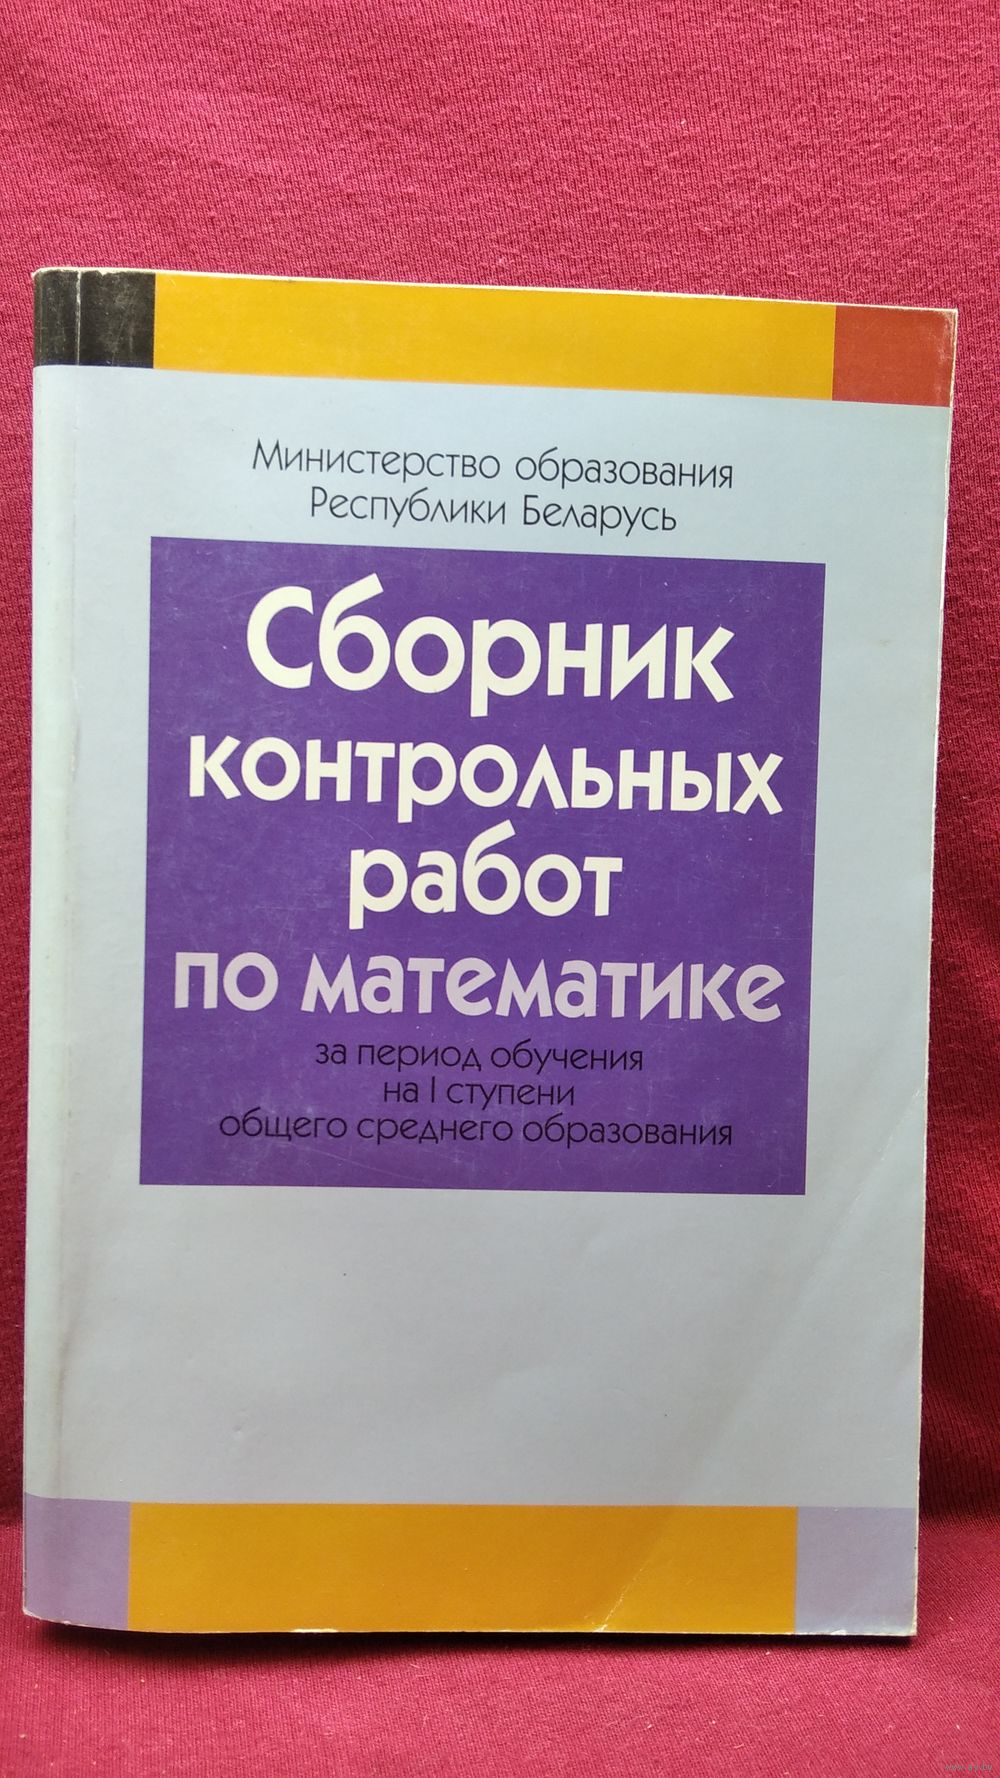 Министерство образования
Республики Беларусь
Сборник
контрольных
работ
по математике
за период обучения
на I ступени
общего среднего образования